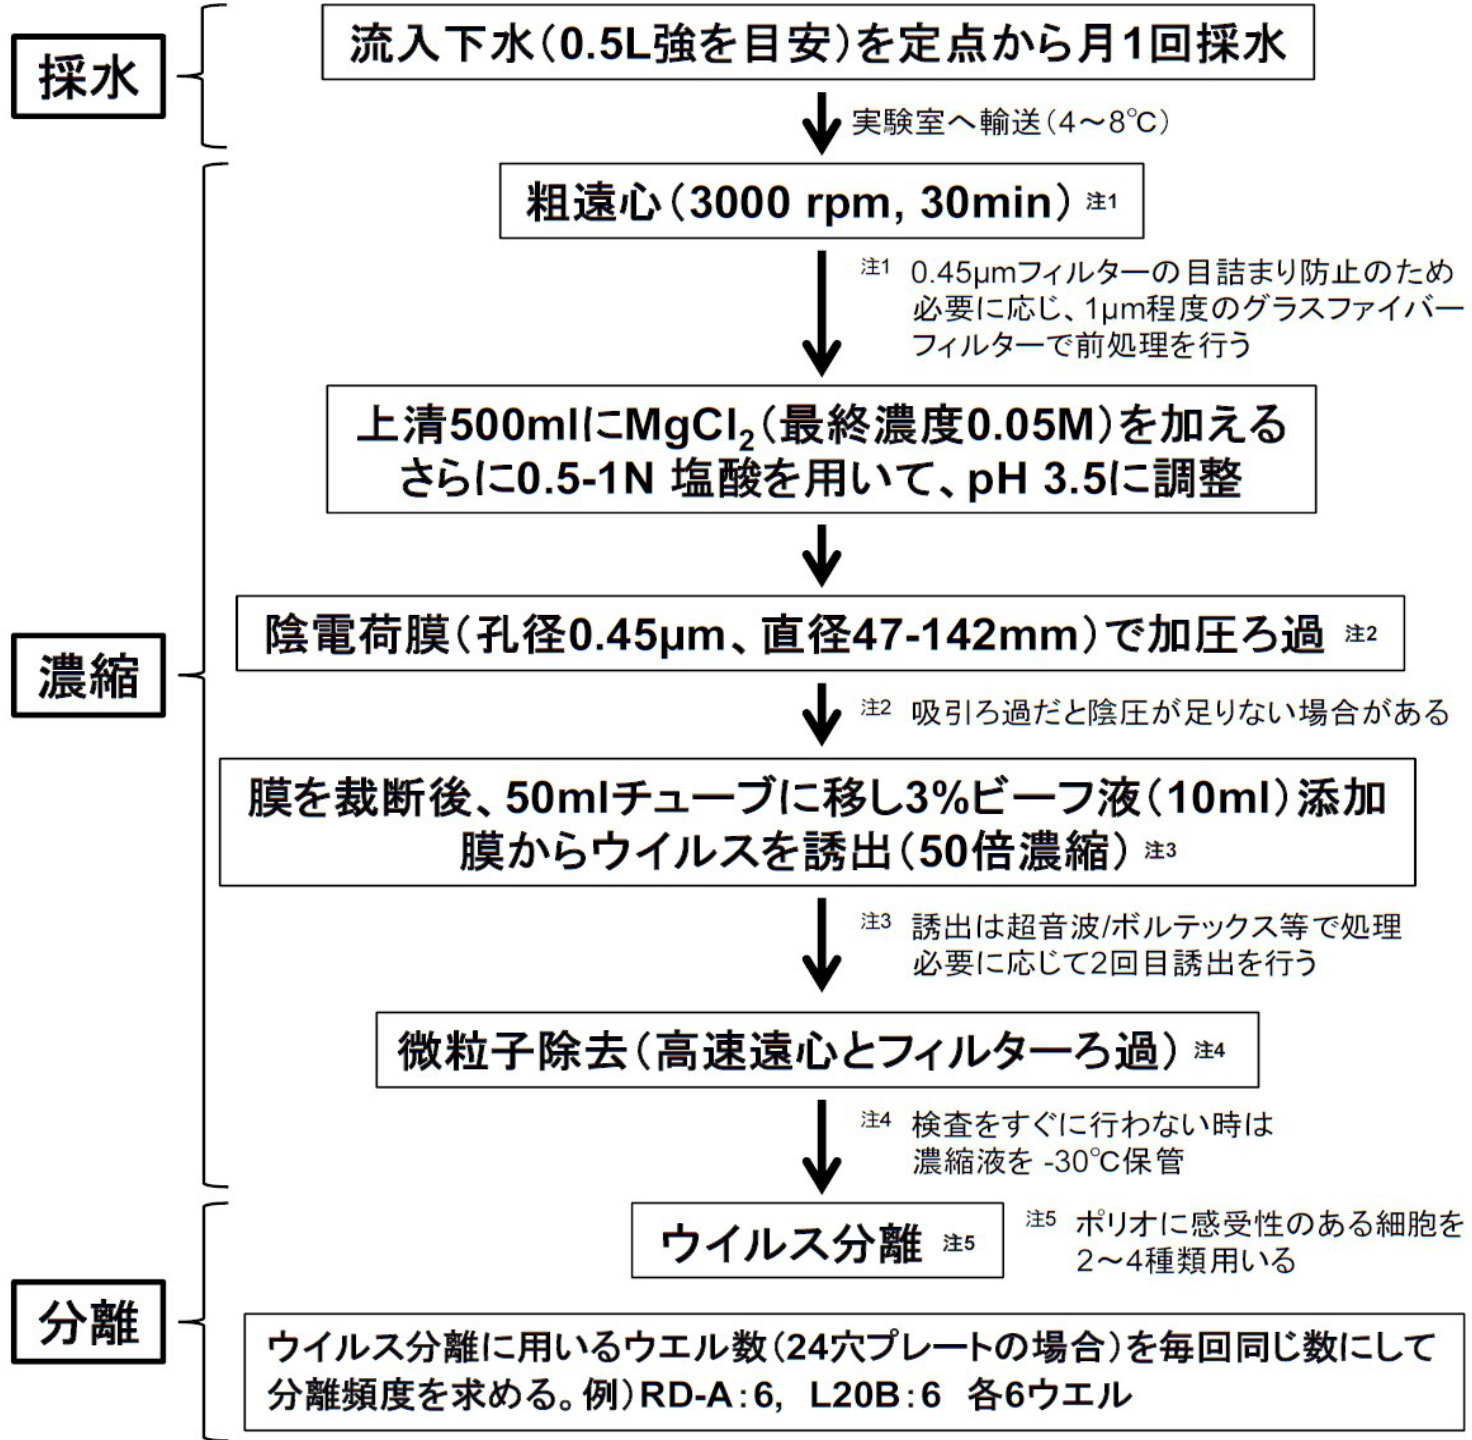 採水
流入下水(0.5L強を目安)を定点から月1回採水
実験室へ輸送(4～8℃)
濃縮
粗遠心(3000 rpm, 30min) 注1
注1 0.45μmフィルターの目詰まり防止のため
必要に応じ、1μm程度のグラスファイバー
フィルターで前処理を行う
上清500mlにMgCl₂(最終濃度0.05M)を加える
さらに0.5-1N 塩酸を用いて、pH 3.5に調整
陰電荷膜(孔径0.45μm、直径47-142mm)で加圧ろ過 注2
注2 吸引ろ過だと陰圧が足りない場合がある
膜を裁断後、50mlチューブに移し3%ビーフ液(10ml)添加
膜からウイルスを誘出(50倍濃縮) 注3
注3 誘出は超音波/ボルテックス等で処理
必要に応じて2回目誘出を行う
微粒子除去(高速遠心とフィルターろ過) 注4
注4 検査をすぐに行わない時は
濃縮液を -30℃保管
分離
ウイルス分離 注5
注5 ポリオに感受性のある細胞を
2～4種類用いる
ウイルス分離に用いるウエル数(24穴プレートの場合)を毎回同じ数にして
分離頻度を求める。例)RD-A:6, L20B:6 各6ウエル